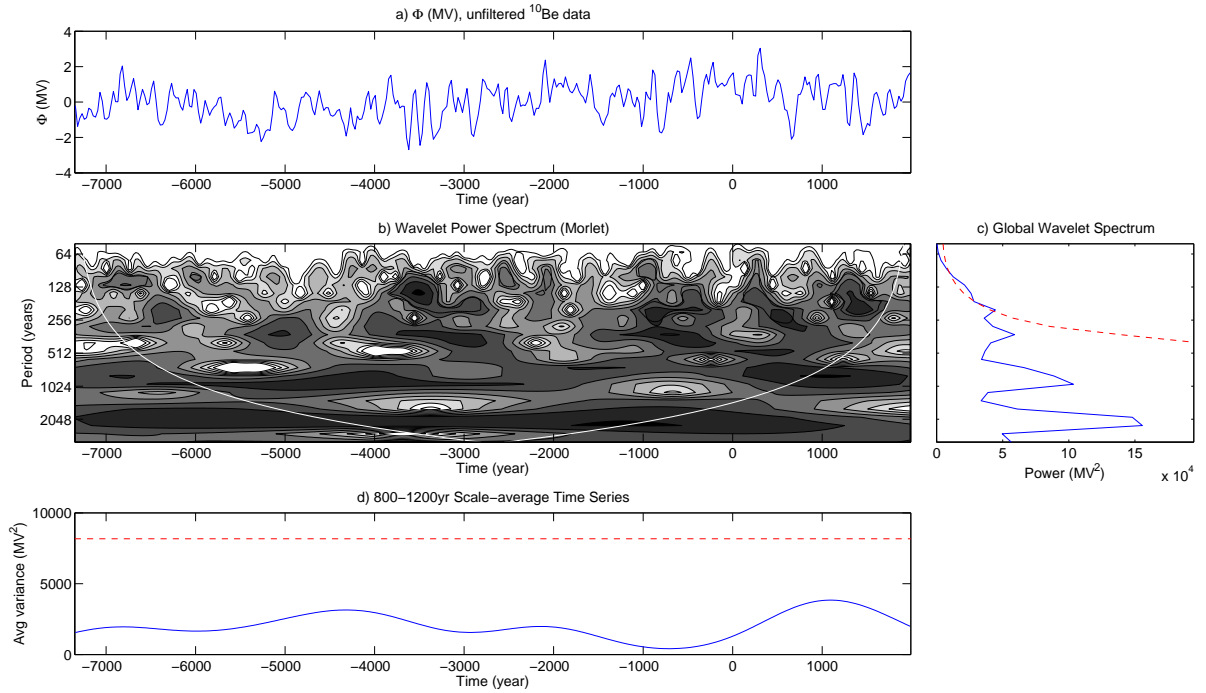 a) Φ (MV), unfiltered ¹⁰Be data
4
2
0
−2
−4
Φ (MV)
−7000 −6000 −5000 −4000 −3000 −2000 −1000 0 1000
Time (year)
b) Wavelet Power Spectrum (Morlet)
64
128
256
512
1024
2048
Period (years)
−7000 −6000 −5000 −4000 −3000 −2000 −1000 0 1000
Time (year)
c) Global Wavelet Spectrum
0 5 10 15
Power (MV²)
x 10⁴
d) 800−1200yr Scale−average Time Series
10000
5000
0
Avg variance (MV²)
−7000 −6000 −5000 −4000 −3000 −2000 −1000 0 1000
Time (year)